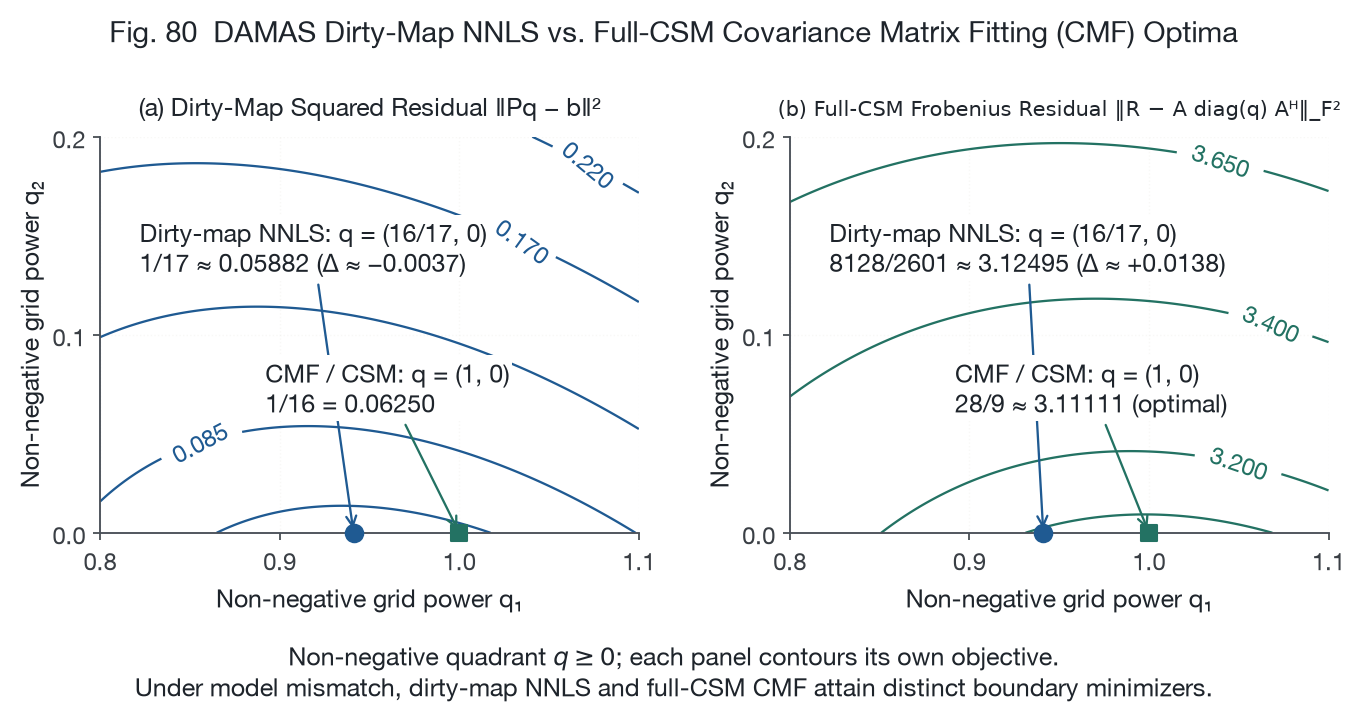 Fig. 80  DAMAS Dirty-Map NNLS vs. Full-CSM Covariance Matrix Fitting (CMF) Optima
(a) Dirty-Map Squared Residual ‖Pq − b‖²
0.2
0.1
0.0
0.8
0.9
1.0
1.1
Non-negative grid power q₂
Non-negative grid power q₁
0.220
0.170
0.085
Dirty-map NNLS: q = (16/17, 0)
1/17 ≈ 0.05882 (Δ ≈ −0.0037)
CMF / CSM: q = (1, 0)
1/16 = 0.06250
(b) Full-CSM Frobenius Residual ‖R − A diag(q) Aᴴ‖_F²
0.2
0.1
0.0
0.8
0.9
1.0
1.1
Non-negative grid power q₂
Non-negative grid power q₁
3.650
3.400
3.200
Dirty-map NNLS: q = (16/17, 0)
8128/2601 ≈ 3.12495 (Δ ≈ +0.0138)
CMF / CSM: q = (1, 0)
28/9 ≈ 3.11111 (optimal)
Non-negative quadrant q ≥ 0; each panel contours its own objective.
Under model mismatch, dirty-map NNLS and full-CSM CMF attain distinct boundary minimizers.